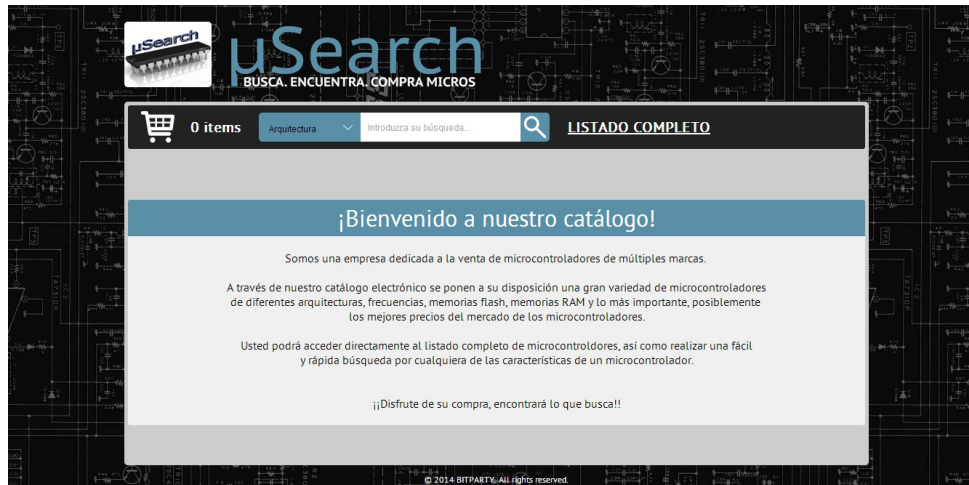 µSearch
µSearch
BUSCA. ENCUENTRA. COMPRA MICROS
0 items
Arquitectura
Introduzca su búsqueda...
LISTADO COMPLETO
¡Bienvenido a nuestro catálogo!
Somos una empresa dedicada a la venta de microcontroladores de múltiples marcas.
A través de nuestro catálogo electrónico se ponen a su disposición una gran variedad de microcontroladores
de diferentes arquitecturas, frecuencias, memorias flash, memorias RAM y lo más importante, posiblemente
los mejores precios del mercado de los microcontroladores.
Usted podrá acceder directamente al listado completo de microcontroldores, así como realizar una fácil
y rápida búsqueda por cualquiera de las características de un microcontrolador.
¡¡Disfrute de su compra, encontrará lo que busca!!
© 2014 BITPARTY. All rights reserved.